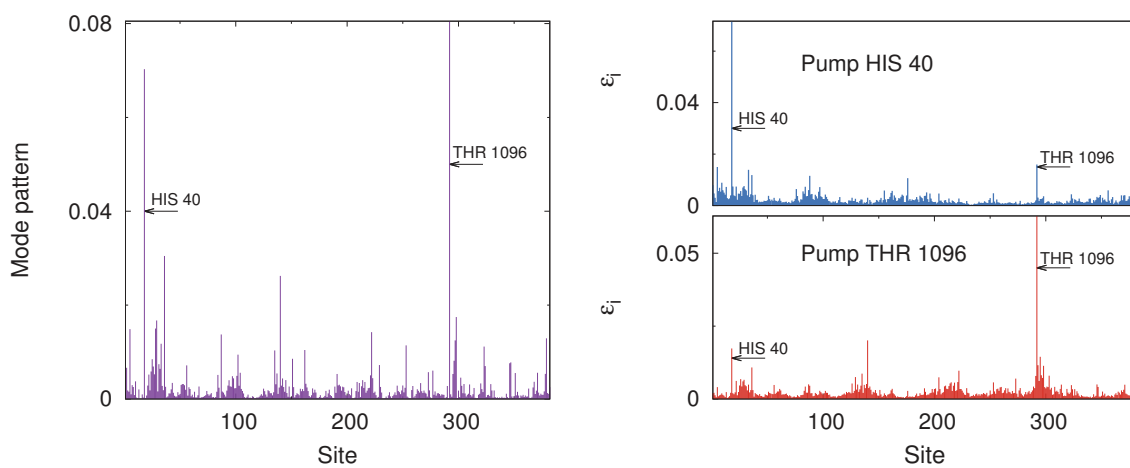 0.08
0.04
0
Mode pattern
HIS 40
THR 1096
100
200
300
Site
Pump HIS 40
εi
0.04
0
HIS 40
THR 1096
Pump THR 1096
εi
0.05
0
HIS 40
THR 1096
100
200
300
Site